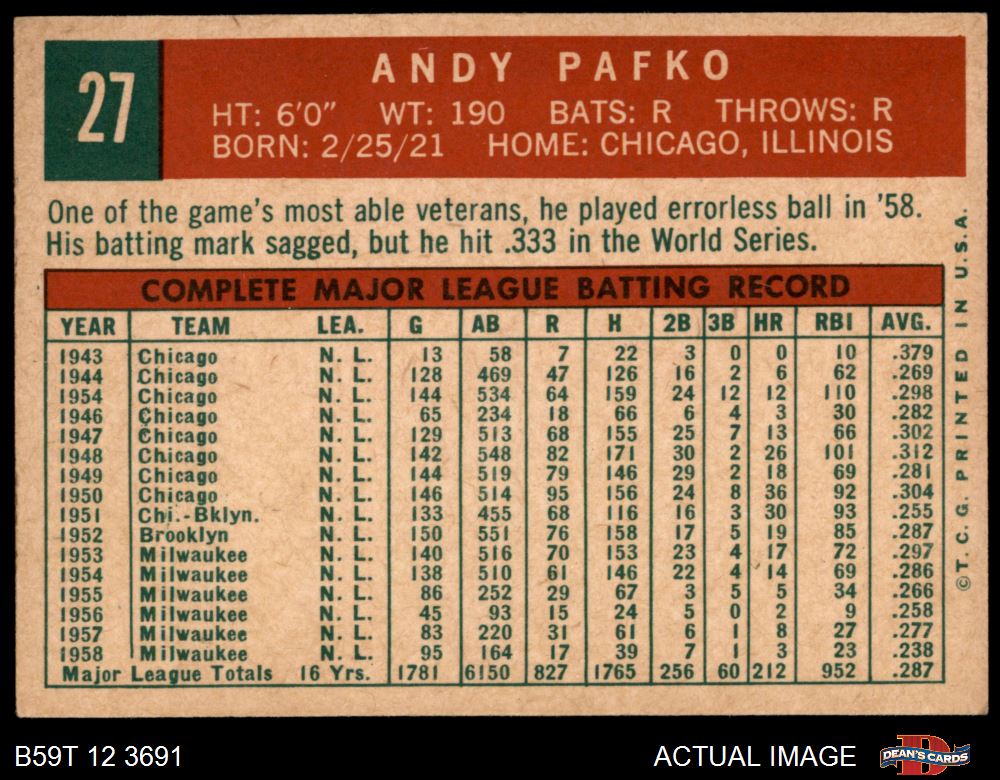 27
ANDY PAFKO
HT: 6'0" WT: 190 BATS: R THROWS: R
BORN: 2/25/21 HOME: CHICAGO, ILLINOIS
One of the game's most able veterans, he played errorless ball in '58.
His batting mark sagged, but he hit .333 in the World Series.
COMPLETE MAJOR LEAGUE BATTING RECORD
YEAR TEAM LEA. G AB R H 2B 3B HR RBI AVG.
1943 Chicago N. L. 13 58 7 22 3 0 0 10 .379
1944 Chicago N. L. 128 469 47 126 16 2 6 62 .269
1954 Chicago N. L. 144 534 64 159 24 12 12 110 .298
1946 Chicago N. L. 65 234 18 66 6 4 3 30 .282
1947 Chicago N. L. 129 513 68 155 25 7 13 66 .302
1948 Chicago N. L. 142 548 82 171 30 2 26 101 .312
1949 Chicago N. L. 144 519 79 146 29 2 18 69 .281
1950 Chicago N. L. 146 514 95 156 24 8 36 92 .304
1951 Chi.-Bklyn. N. L. 133 455 68 116 16 3 30 93 .255
1952 Brooklyn N. L. 150 551 76 158 17 5 19 85 .287
1953 Milwaukee N. L. 140 516 70 153 23 4 17 72 .297
1954 Milwaukee N. L. 138 510 61 146 22 4 14 69 .286
1955 Milwaukee N. L. 86 252 29 67 3 5 5 34 .266
1956 Milwaukee N. L. 45 93 15 24 5 0 2 9 .258
1957 Milwaukee N. L. 83 220 31 61 6 1 8 27 .277
1958 Milwaukee N. L. 95 164 17 39 7 1 3 23 .238
Major League Totals 16 Yrs. 1781 6150 827 1765 256 60 212 952 .287
©T. C. G. PRINTED IN U.S.A.
B59T 12 3691 ACTUAL IMAGE
DEAN'S CARDS